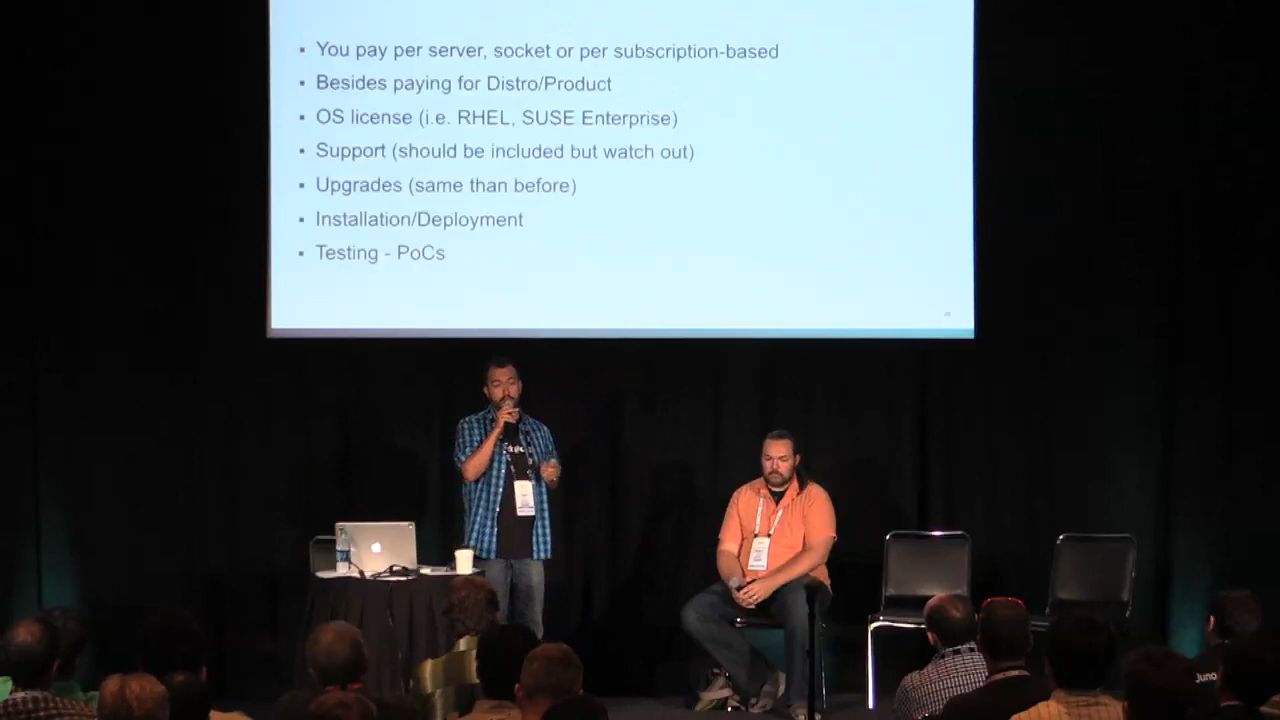 You pay per server, socket or per subscription-based
Besides paying for Distro/Product
OS license (i.e. RHEL, SUSE Enterprise)
Support (should be included but watch out)
Upgrades (same than before)
Installation/Deployment
Testing - PoCs
Juno